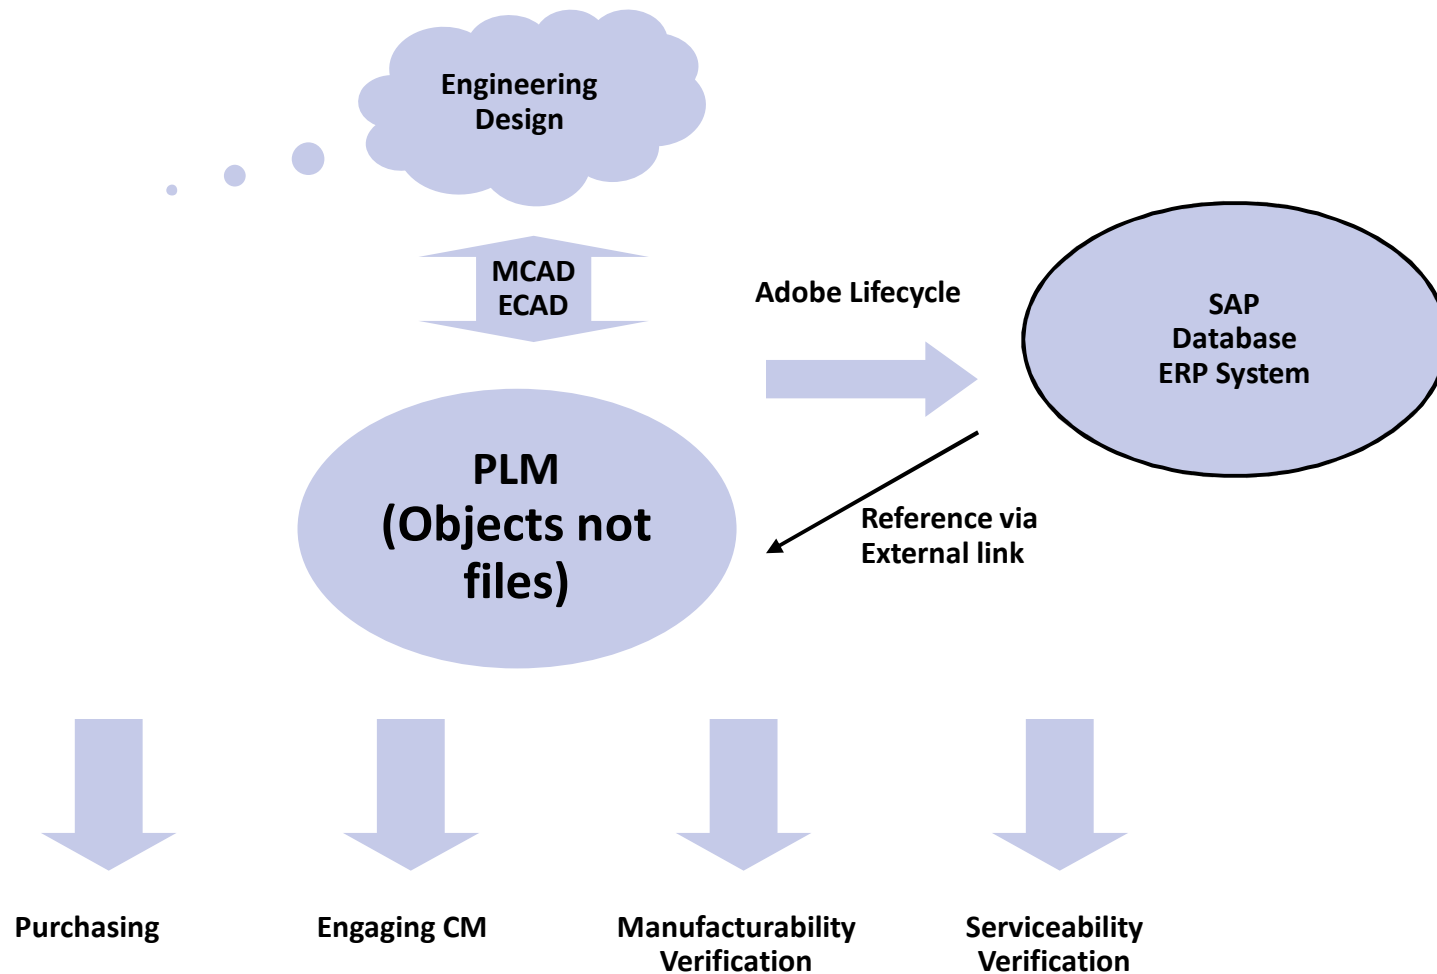 Engineering
Design
MCAD
ECAD
Adobe Lifecycle
SAP
Database
ERP System
PLM
(Objects not
files)
Reference via
External link
Purchasing
Engaging CM
Manufacturability
Verification
Serviceability
Verification